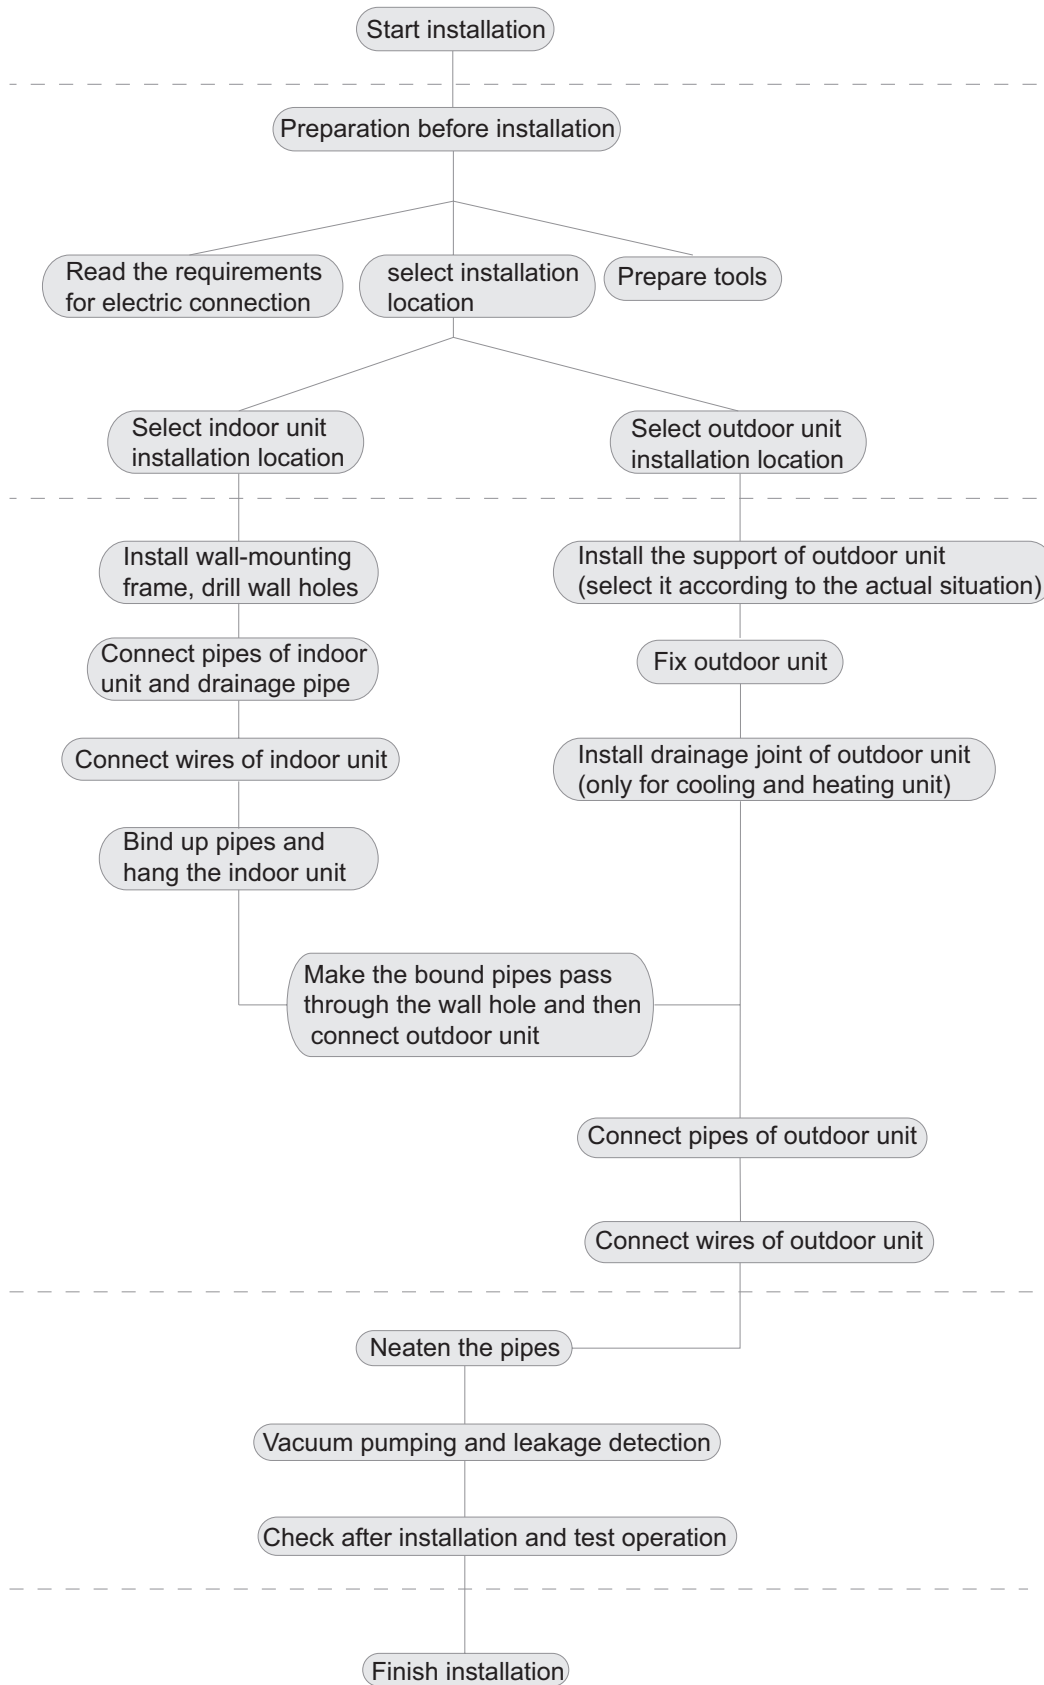 Start installation
Preparation before installation
Read the requirements
for electric connection
select installation
location
Prepare tools
Select indoor unit
installation location
Select outdoor unit
installation location
Install wall-mounting
frame, drill wall holes
Install the support of outdoor unit
(select it according to the actual situation)
Connect pipes of indoor
unit and drainage pipe
Fix outdoor unit
Connect wires of indoor unit
Install drainage joint of outdoor unit
(only for cooling and heating unit)
Bind up pipes and
hang the indoor unit
Make the bound pipes pass
through the wall hole and then
connect outdoor unit
Connect pipes of outdoor unit
Connect wires of outdoor unit
Neaten the pipes
Vacuum pumping and leakage detection
Check after installation and test operation
Finish installation